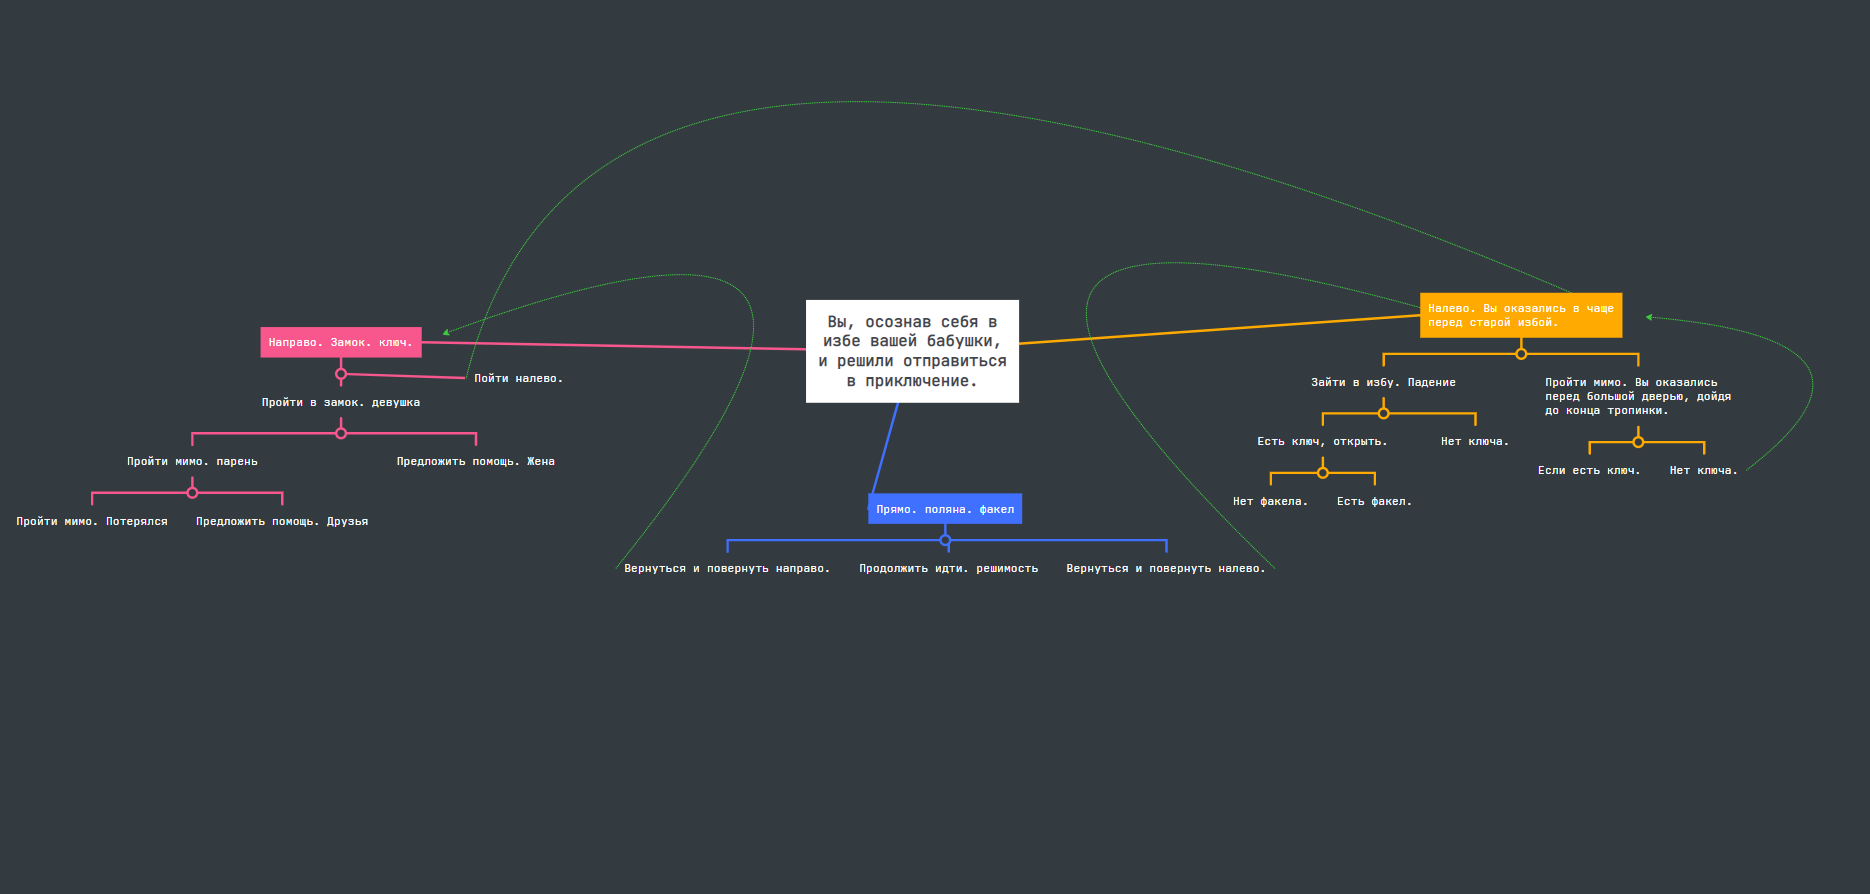 Вы, осознав себя в
избе вашей бабушки,
и решили отправиться
в приключение.
Направо. Замок. ключ.
Пойти налево.
Пройти в замок. девушка
Пройти мимо. парень
Предложить помощь. Жена
Пройти мимо. Потерялся
Предложить помощь. Друзья
Прямо. поляна. факел
Вернуться и повернуть направо.
Продолжить идти. решимость
Вернуться и повернуть налево.
Налево. Вы оказались в чаще
перед старой избой.
Зайти в избу. Падение
Пройти мимо. Вы оказались
перед большой дверью, дойдя
до конца тропинки.
Есть ключ, открыть.
Нет ключа.
Если есть ключ.
Нет ключа.
Нет факела.
Есть факел.